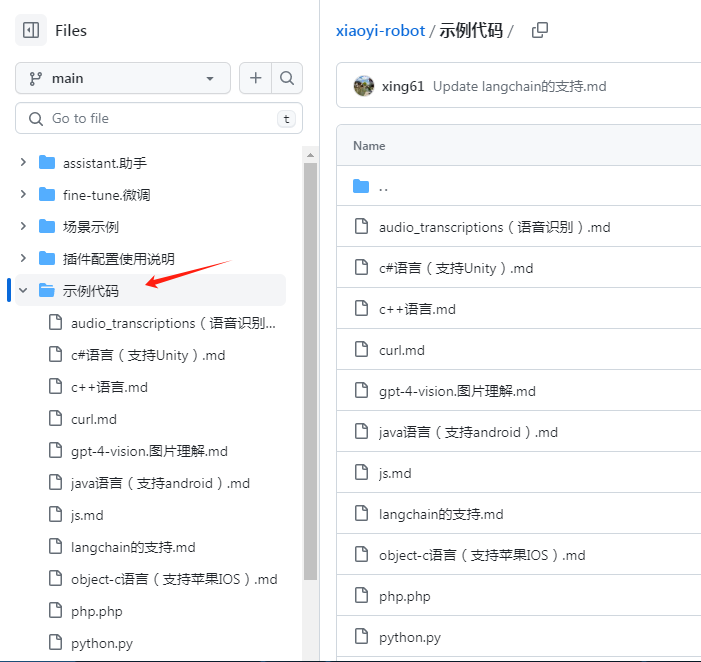 Files
main
Go to file
t
assistant.助手
fine-tune.微调
场景示例
插件配置使用说明
示例代码
audio_transcriptions（语音识别...
c#语言（支持Unity）.md
c++语言.md
curl.md
gpt-4-vision.图片理解.md
java语言（支持android）.md
js.md
langchain的支持.md
object-c语言（支持苹果IOS）.md
php.php
python.py
xiaoyi-robot / 示例代码 /
xing61 Update langchain的支持.md
Name
..
audio_transcriptions（语音识别）.md
c#语言（支持Unity）.md
c++语言.md
curl.md
gpt-4-vision.图片理解.md
java语言（支持android）.md
js.md
langchain的支持.md
object-c语言（支持苹果IOS）.md
php.php
python.py